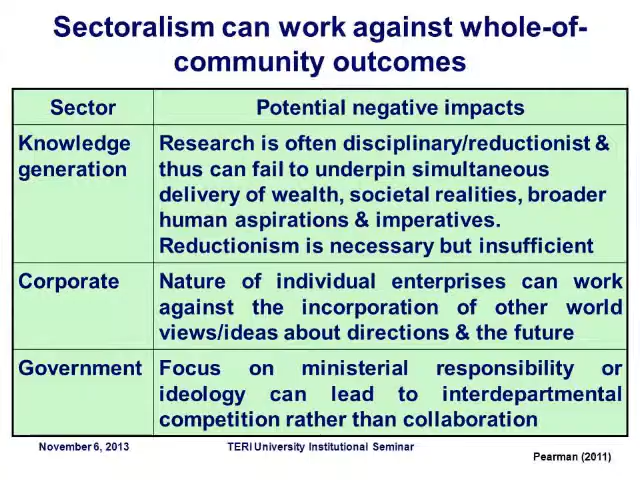 Sectoralism can work against whole-of-
community outcomes
Sector Potential negative impacts
Knowledge
generation
Research is often disciplinary/reductionist &
thus can fail to underpin simultaneous
delivery of wealth, societal realities, broader
human aspirations & imperatives.
Reductionism is necessary but insufficient
Corporate
Nature of individual enterprises can work
against the incorporation of other world
views/ideas about directions & the future
Government
Focus on ministerial responsibility or
ideology can lead to interdepartmental
competition rather than collaboration
November 6, 2013
TERI University Institutional Seminar
Pearman (2011)